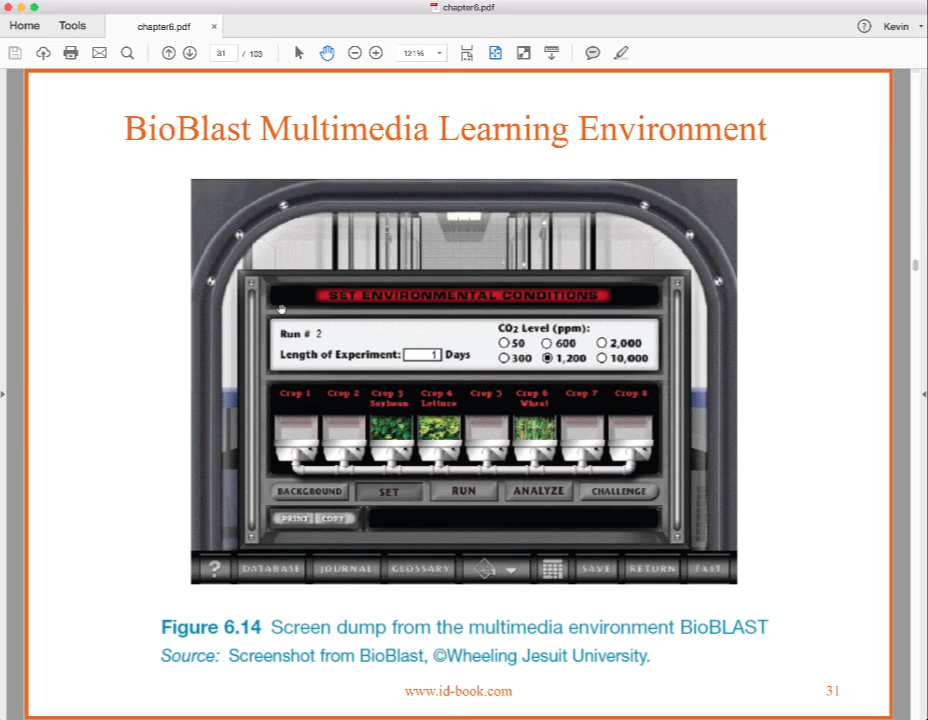 chapter6.pdf
Home Tools chapter6.pdf × ? Kevin
31 / 103 121%
BioBlast Multimedia Learning Environment
SET ENVIRONMENTAL CONDITIONS
Run # 2
Length of Experiment: 1 Days
CO2 Level (ppm):
50 600 2,000
300 1,200 10,000
Crop 1 Crop 2 Crop 3 Crop 4 Crop 5 Crop 6 Crop 7 Crop 8
Soybean Lettuce Wheat
BACKGROUND SET RUN ANALYZE CHALLENGE
PRINT COPY
? DATABASE JOURNAL GLOSSARY SAVE RETURN EXIT
Figure 6.14 Screen dump from the multimedia environment BioBLAST
Source: Screenshot from BioBlast, ©Wheeling Jesuit University.
www.id-book.com 31